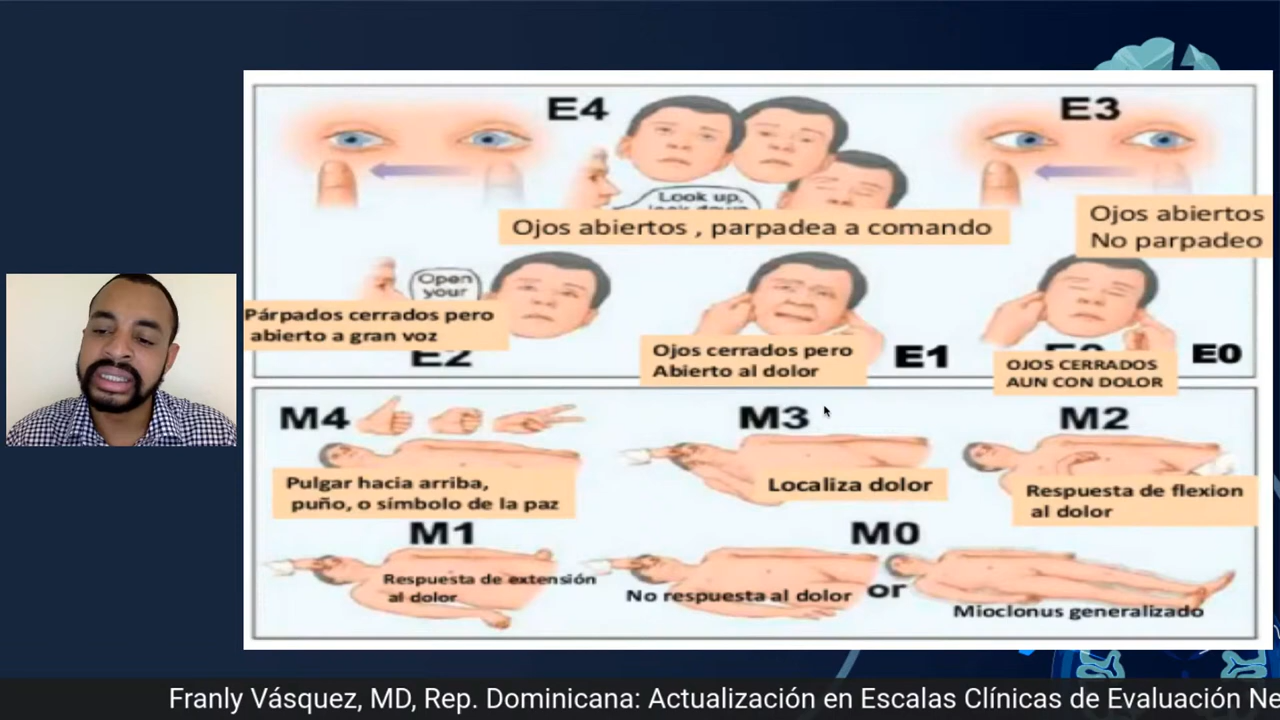 E4
E3
Look up,
Ojos abiertos , parpadea a comando
Ojos abiertos
No parpadeo
Open
your
Párpados cerrados pero
abierto a gran voz
E2
Ojos cerrados pero
Abierto al dolor
E1
OJOS CERRADOS
AUN CON DOLOR
E0
M4
M3
M2
Pulgar hacia arriba,
puño, o símbolo de la paz
Localiza dolor
Respuesta de flexion
al dolor
M1
M0
Respuesta de extensión
al dolor
No respuesta al dolor
or
Mioclonus generalizado
Franly Vásquez, MD, Rep. Dominicana: Actualización en Escalas Clínicas de Evaluación Ne